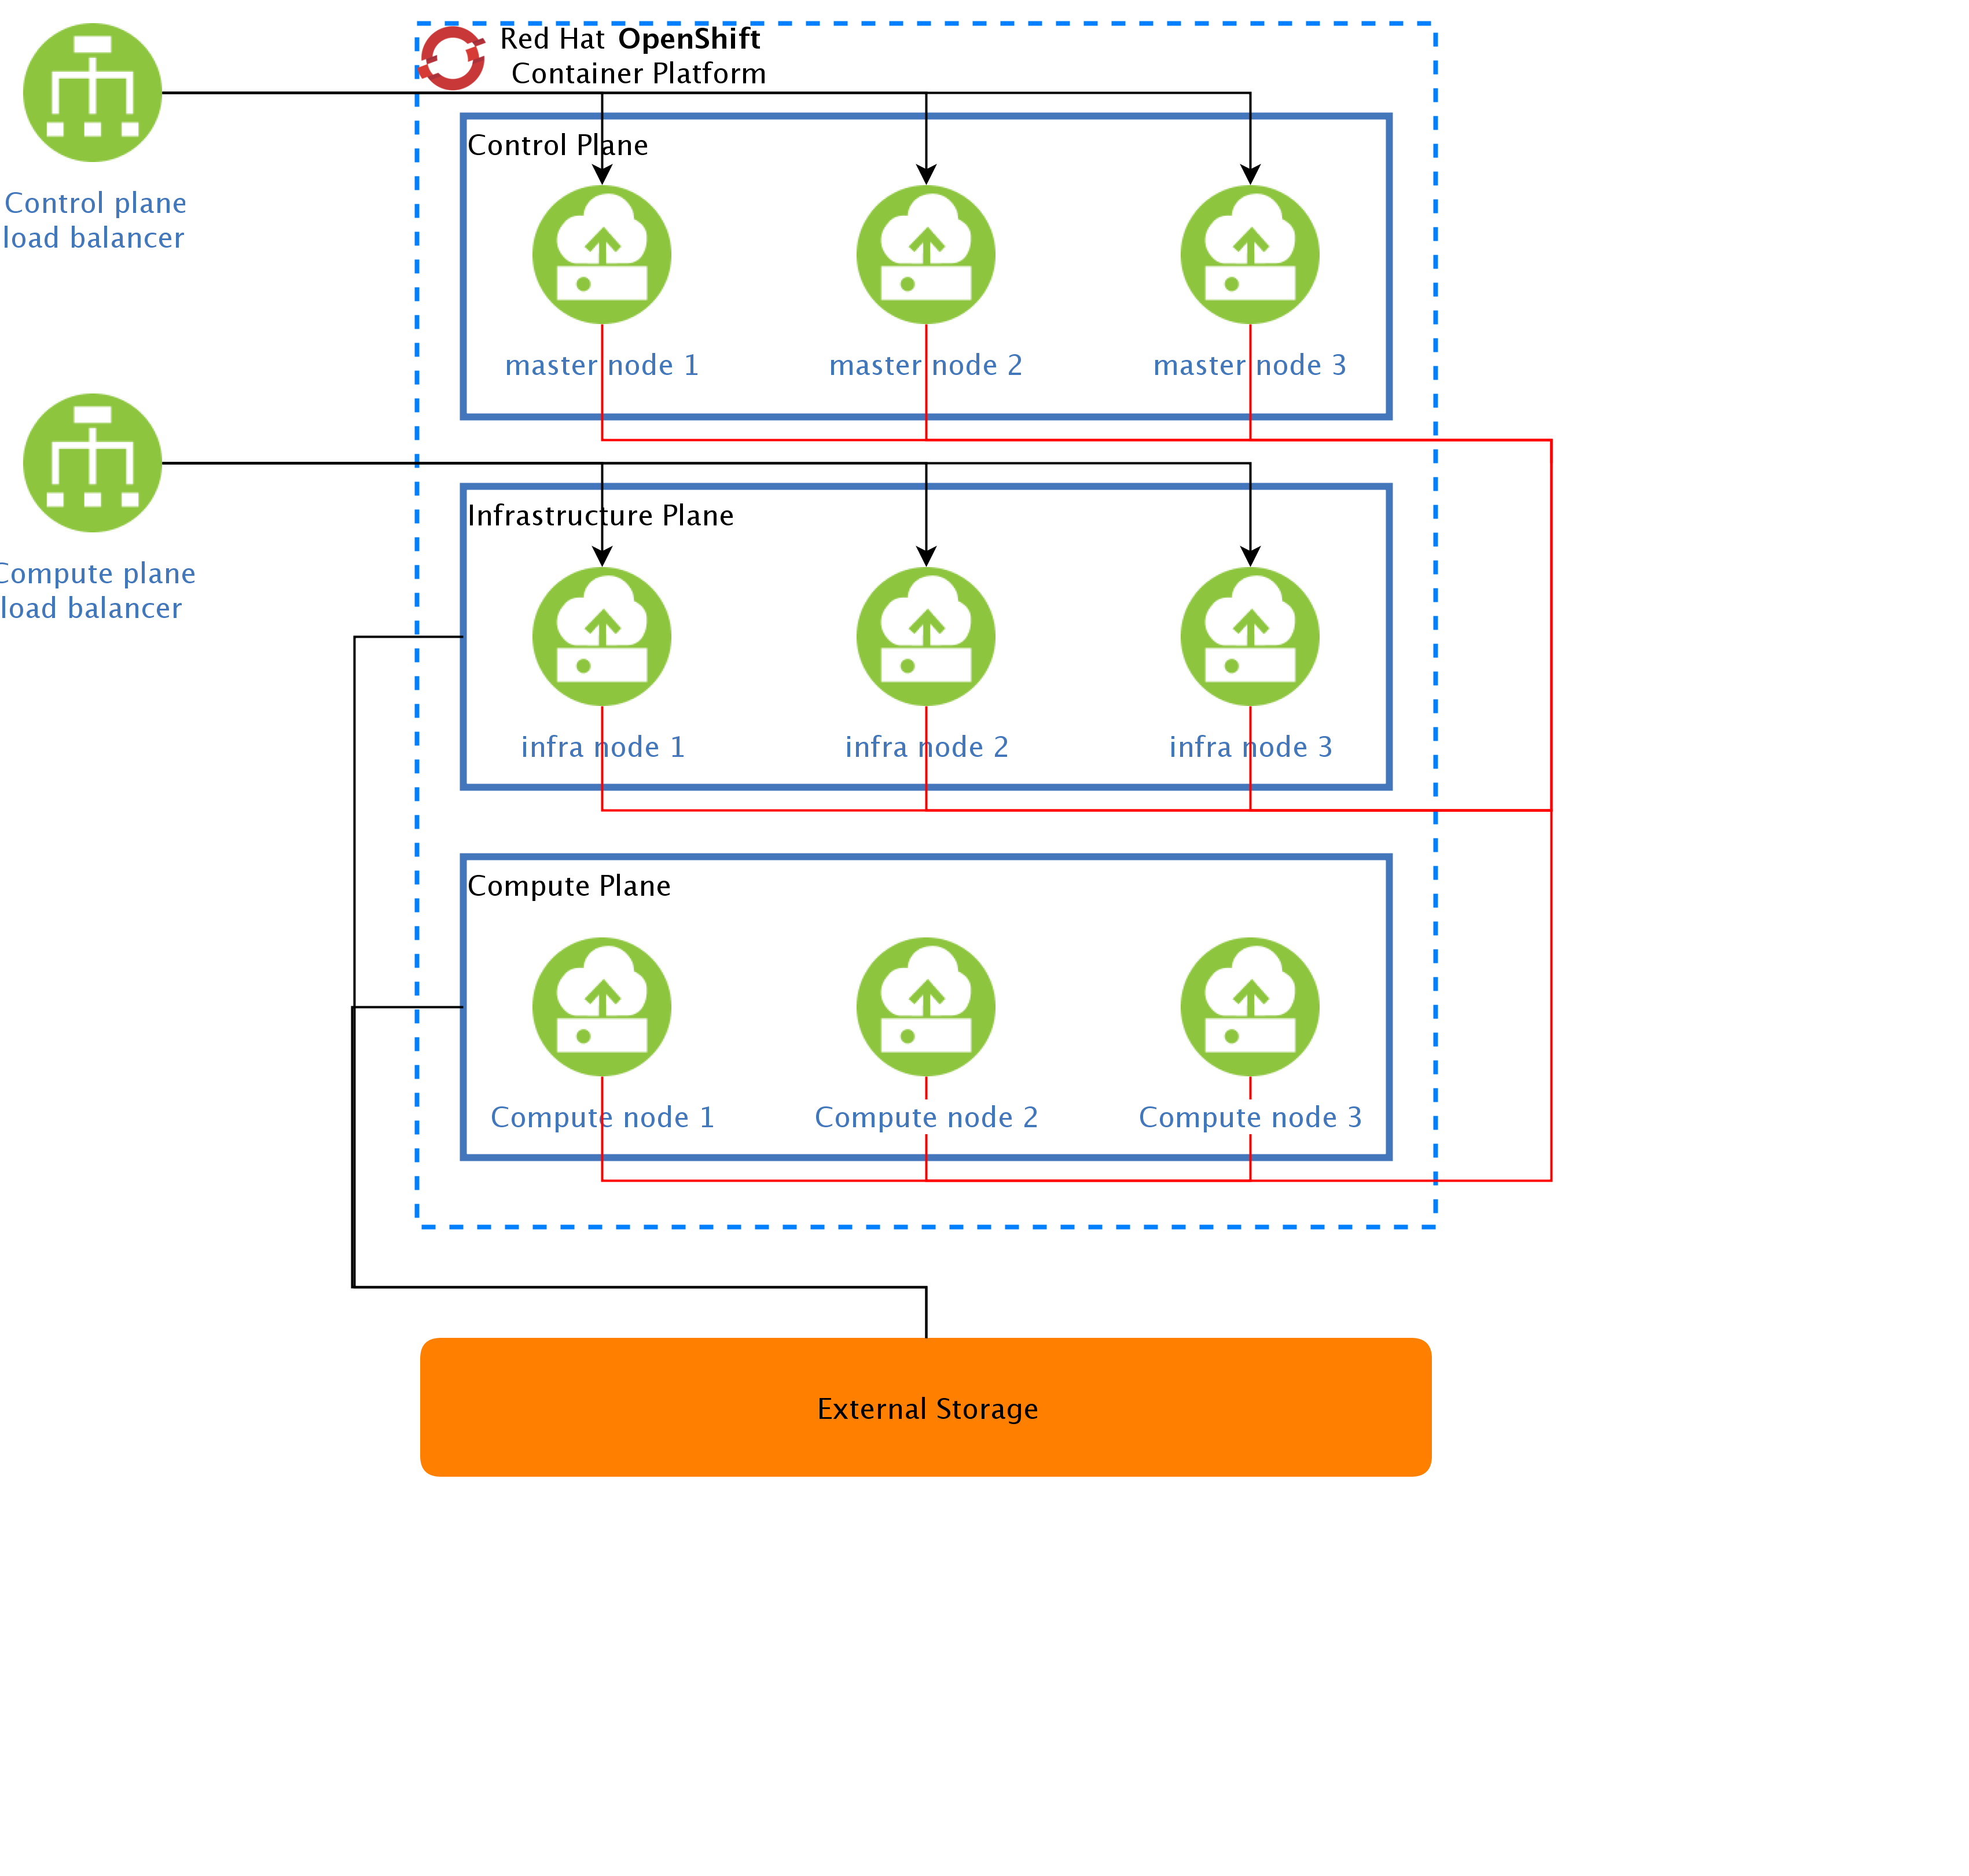 Red Hat OpenShift
Container Platform
Control plane
load balancer
Control Plane
master node 1
master node 2
master node 3
Compute plane
load balancer
Infrastructure Plane
infra node 1
infra node 2
infra node 3
Compute Plane
Compute node 1
Compute node 2
Compute node 3
External Storage